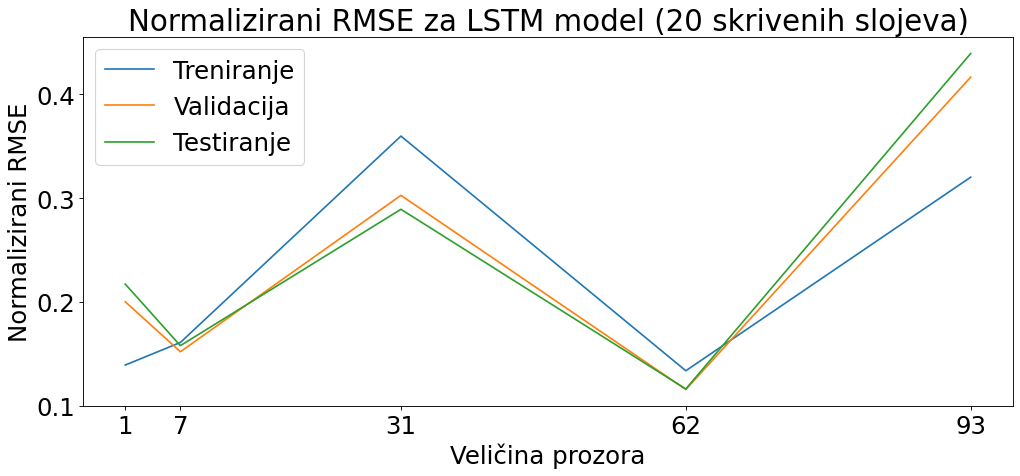 Normalizirani RMSE za LSTM model (20 skrivenih slojeva)
Treniranje
Validacija
Testiranje
Normalizirani RMSE
0.4
0.3
0.2
0.1
1 7 31 62 93
Veličina prozora